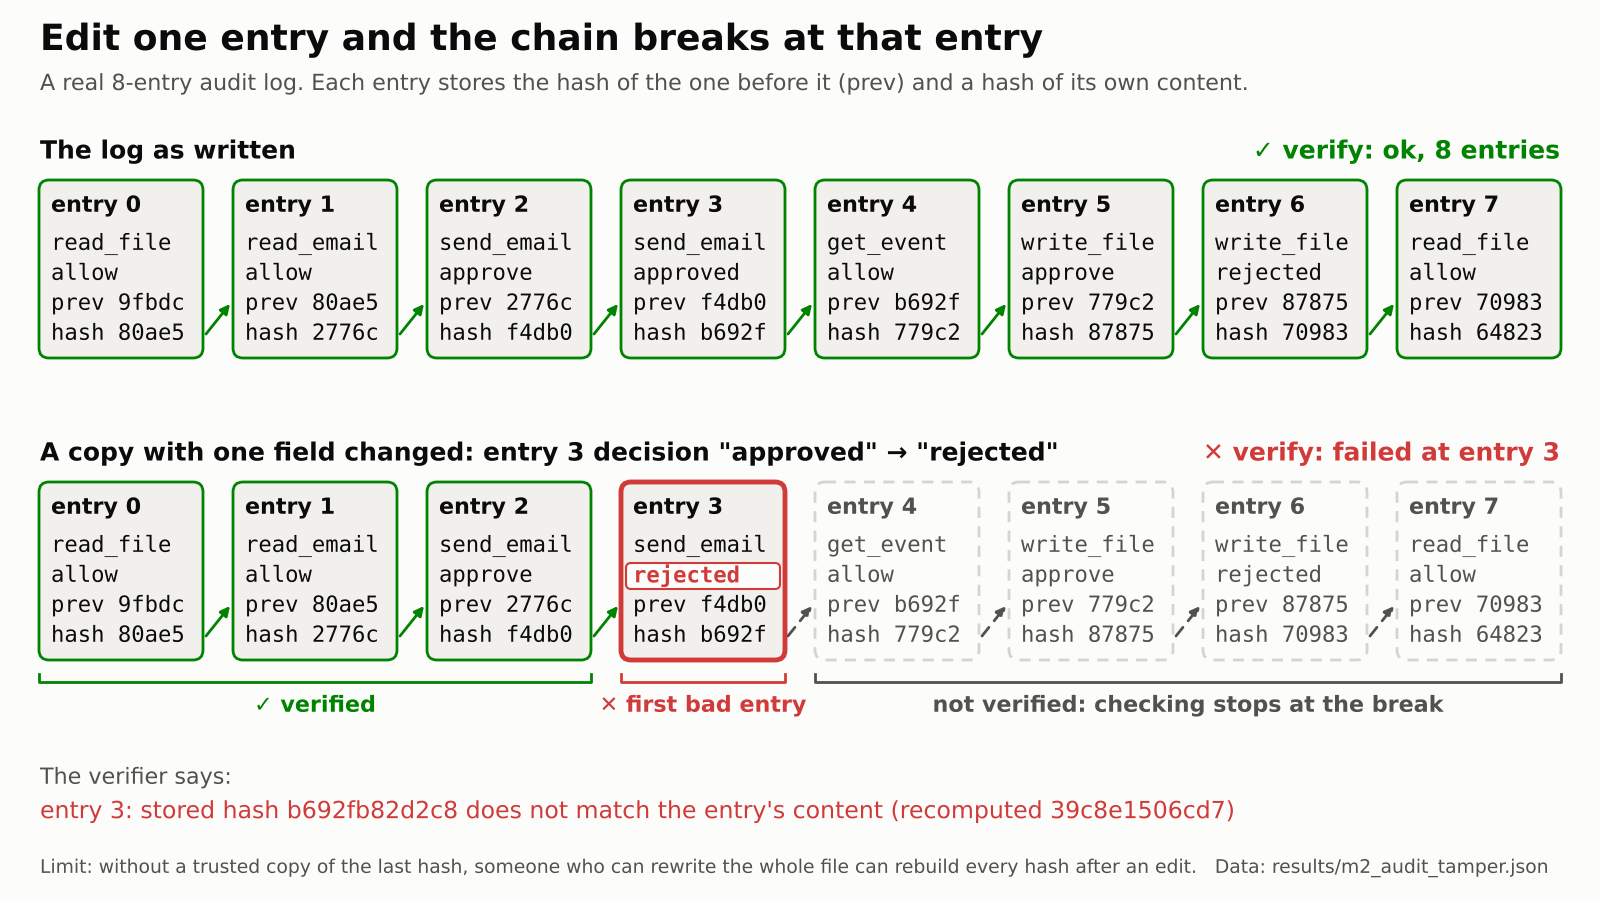 Edit one entry and the chain breaks at that entry
A real 8-entry audit log. Each entry stores the hash of the one before it (prev) and a hash of its own content.
The log as written
✓ verify: ok, 8 entries
entry 0
read_file
allow
prev 9fbdc
hash 80ae5
entry 1
read_email
allow
prev 80ae5
hash 2776c
entry 2
send_email
approve
prev 2776c
hash f4db0
entry 3
send_email
approved
prev f4db0
hash b692f
entry 4
get_event
allow
prev b692f
hash 779c2
entry 5
write_file
approve
prev 779c2
hash 87875
entry 6
write_file
rejected
prev 87875
hash 70983
entry 7
read_file
allow
prev 70983
hash 64823
A copy with one field changed: entry 3 decision "approved" → "rejected"
✕ verify: failed at entry 3
entry 0
read_file
allow
prev 9fbdc
hash 80ae5
entry 1
read_email
allow
prev 80ae5
hash 2776c
entry 2
send_email
approve
prev 2776c
hash f4db0
entry 3
send_email
rejected
prev f4db0
hash b692f
entry 4
get_event
allow
prev b692f
hash 779c2
entry 5
write_file
approve
prev 779c2
hash 87875
entry 6
write_file
rejected
prev 87875
hash 70983
entry 7
read_file
allow
prev 70983
hash 64823
✓ verified
✕ first bad entry
not verified: checking stops at the break
The verifier says:
entry 3: stored hash b692fb82d2c8 does not match the entry's content (recomputed 39c8e1506cd7)
Limit: without a trusted copy of the last hash, someone who can rewrite the whole file can rebuild every hash after an edit.
Data: results/m2_audit_tamper.json